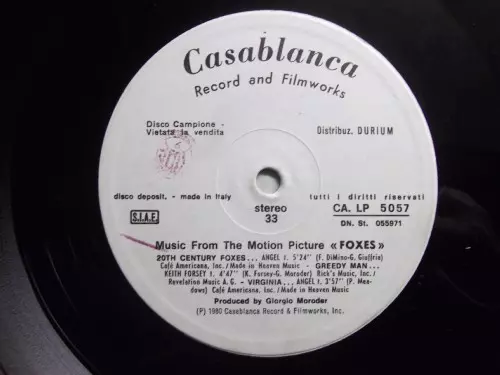 Casablanca
Record and Filmworks
Disco Campione -
Vietata la vendita
Distribuz. DURIUM
disco deposit. - made in Italy
stereo
33
tutti i diritti riservati
S.I.A.E.
CA. LP 5057
DN. St. 055871
Music From The Motion Picture «FOXES»
20TH CENTURY FOXES... ANGEL t. 5'24" (F. DiMino-G. Giuffria)
Café Americana, Inc./Made in Heaven Music - GREEDY MAN...
KEITH FORSEY t. 4'47" (K. Forsey-G. Moroder) Rick's Music, Inc./
Revelation Music A.G. - VIRGINIA... ANGEL t. 3'57" (P. Mea-
dows) Café Americana, Inc./Made in Heaven Music
Produced by Giorgio Moroder
(P) 1980 Casablanca Record & Filmworks, Inc.